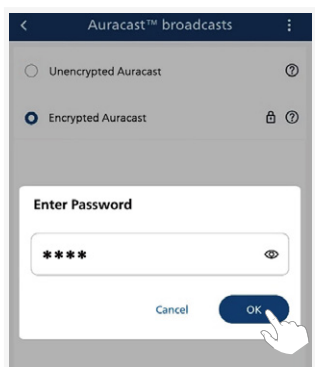 Auracast™ broadcasts
Unencrypted Auracast
Encrypted Auracast
Enter Password
****
Cancel OK